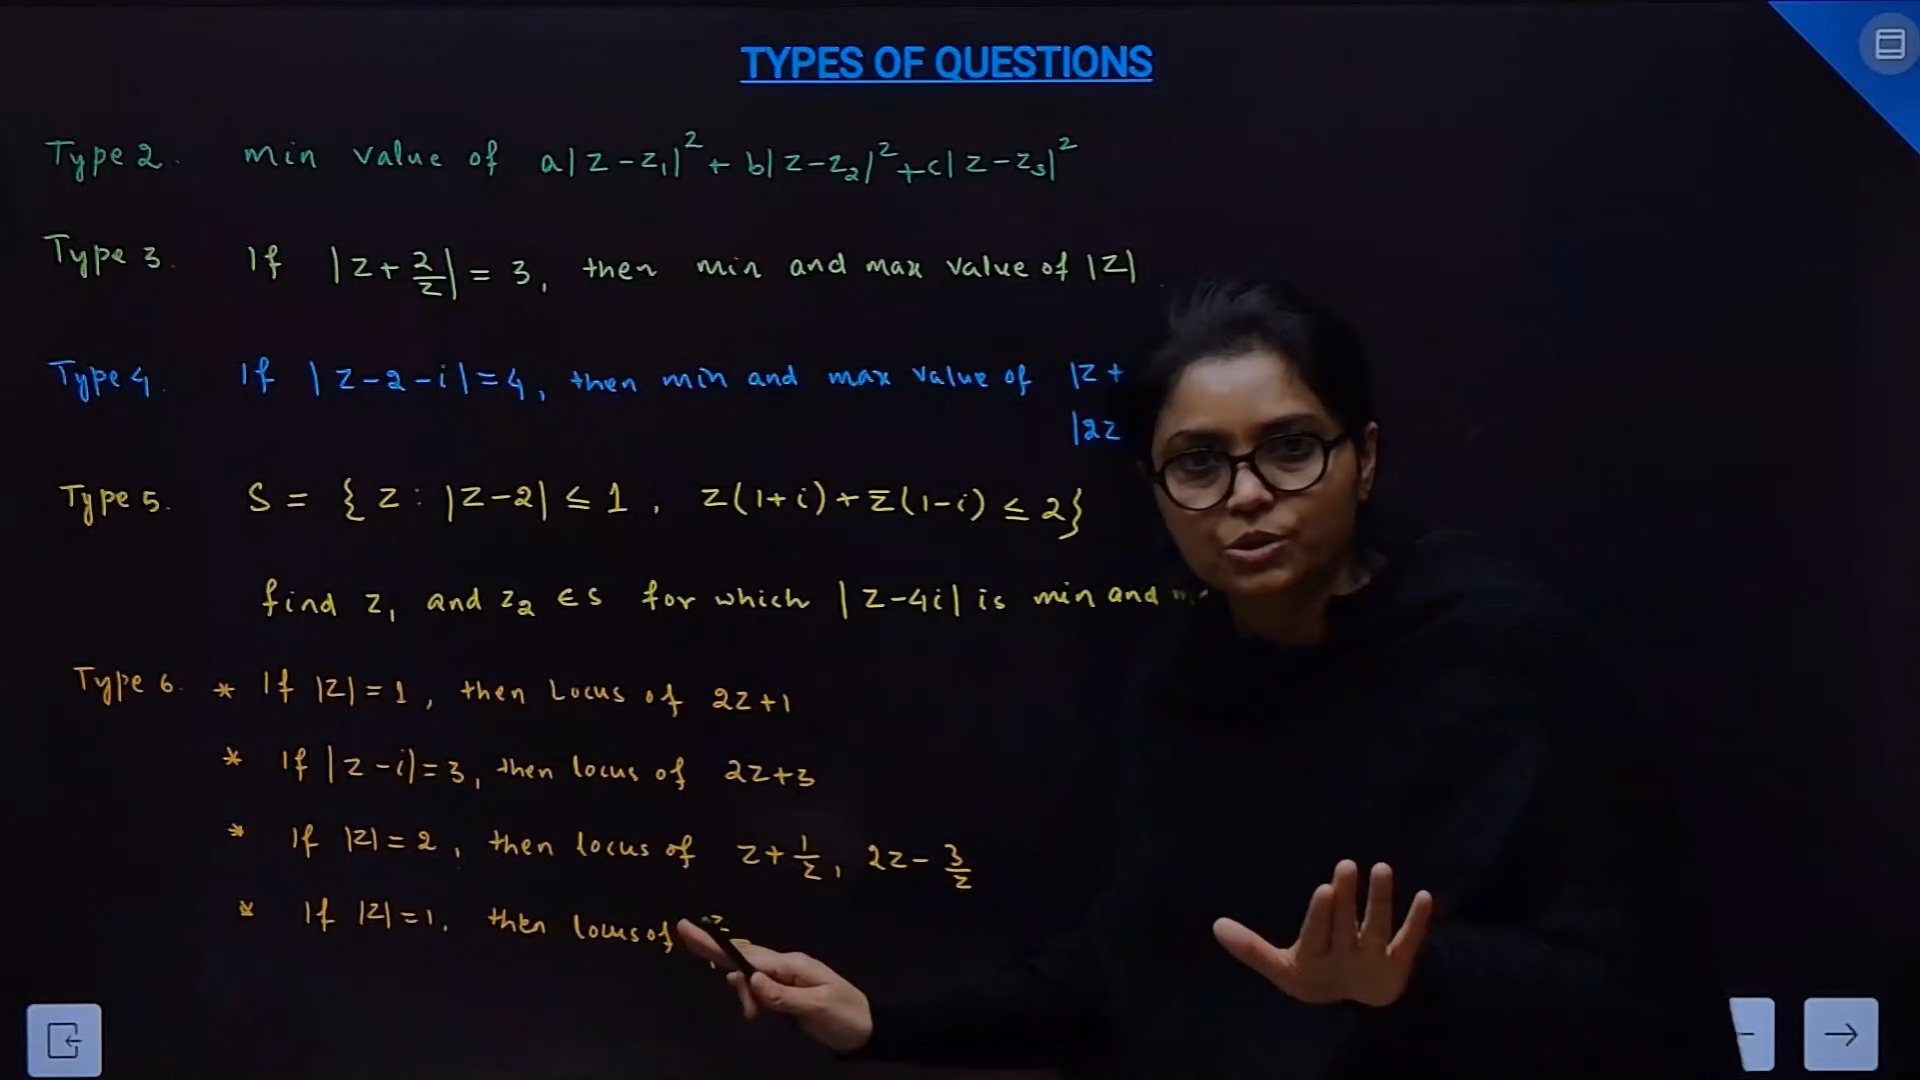 TYPES OF QUESTIONS
Type 2. min value of a|z-z₁|² + b|z-z₂|² + c|z-z₃|²
Type 3. If |z + 2/z| = 3, then min and max value of |z|
Type 4. If |z-2-i| = 4, then min and max value of |z+
|2z
Type 5. S = { z : |z-2| ≤ 1, z(1+i) + z̅(1-i) ≤ 2}
find z₁ and z₂ ∈ S for which |z-4i| is min and
Type 6. * If |z| = 1, then Locus of 2z+1
* If |z-i| = 3, then locus of 2z+3
* If |z| = 2, then locus of z + 1/z, 2z - 3/z
* If |z| = 1, then locus of